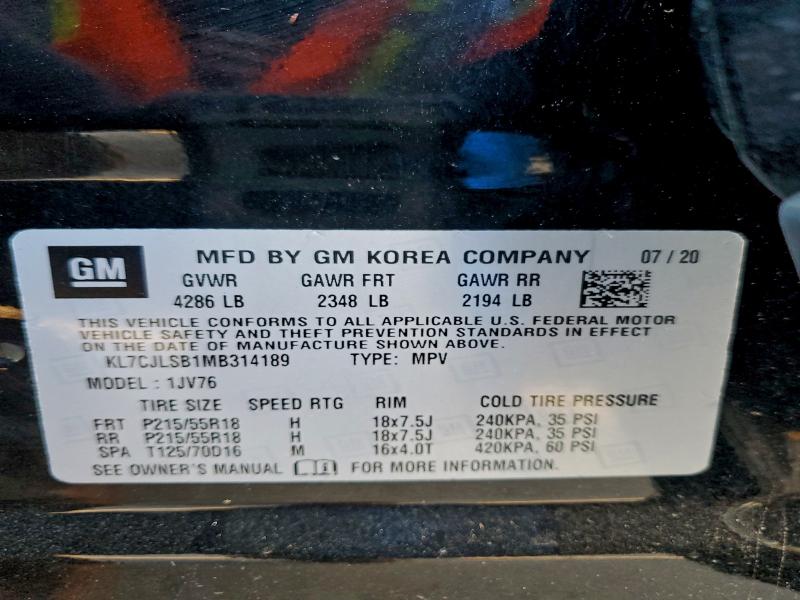 GM MFD BY GM KOREA COMPANY 07 / 20
GVWR GAWR FRT GAWR RR
4286 LB 2348 LB 2194 LB
THIS VEHICLE CONFORMS TO ALL APPLICABLE U.S. FEDERAL MOTOR
VEHICLE SAFETY AND THEFT PREVENTION STANDARDS IN EFFECT
ON THE DATE OF MANUFACTURE SHOWN ABOVE.
KL7CJLSB1MB314189 TYPE: MPV
MODEL : 1JV76
TIRE SIZE SPEED RTG RIM COLD TIRE PRESSURE
FRT P215/55R18 H 18x7.5J 240KPA, 35 PSI
RR P215/55R18 H 18x7.5J 240KPA, 35 PSI
SPA T125/70D16 M 16x4.0T 420KPA, 60 PSI
SEE OWNER'S MANUAL FOR MORE INFORMATION.